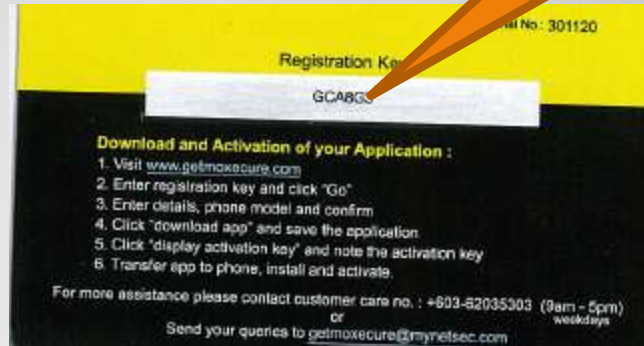 No.: 301120
Registration
Download and Activation of your Application :
1. Visit www.getmoxecure.com
2. Enter registration key and click "Go"
3. Enter details, phone model and confirm
4. Click "download app" and save the application
5. Click "display activation key" and note the activation key
6. Transfer app to phone, install and activate.
For more assistance please contact customer care no. : +603-62035303 (9am - 5pm)
weekdays
or
Send your queries to getmoxecure@mynetsec.com